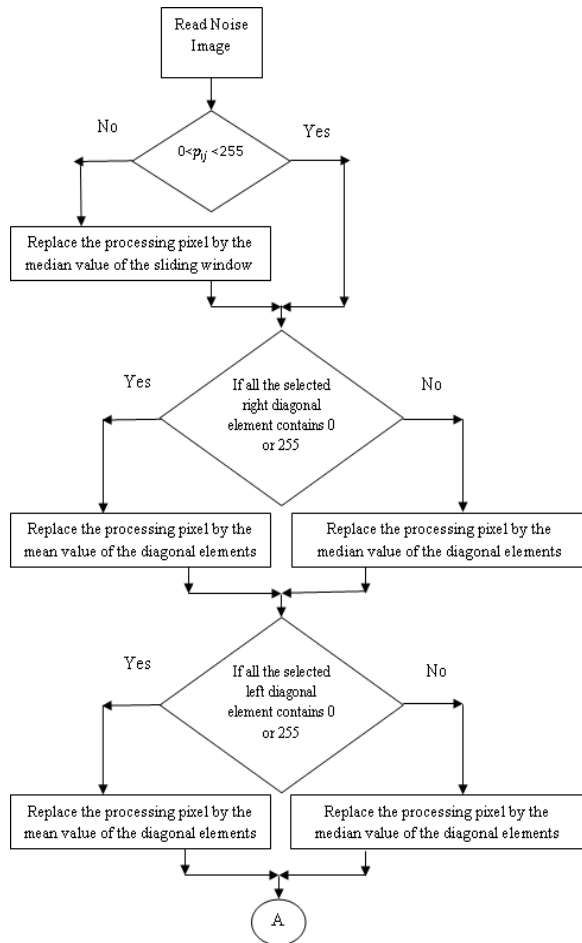 Read Noise
Image
No
Yes
0<p_ij <255
Replace the processing pixel by the
median value of the sliding window
Yes
If all the selected
right diagonal
element contains 0
or 255
No
Replace the processing pixel by the
mean value of the diagonal elements
Replace the processing pixel by the
median value of the diagonal elements
Yes
If all the selected
left diagonal
element contains 0
or 255
No
Replace the processing pixel by the
mean value of the diagonal elements
Replace the processing pixel by the
median value of the diagonal elements
A